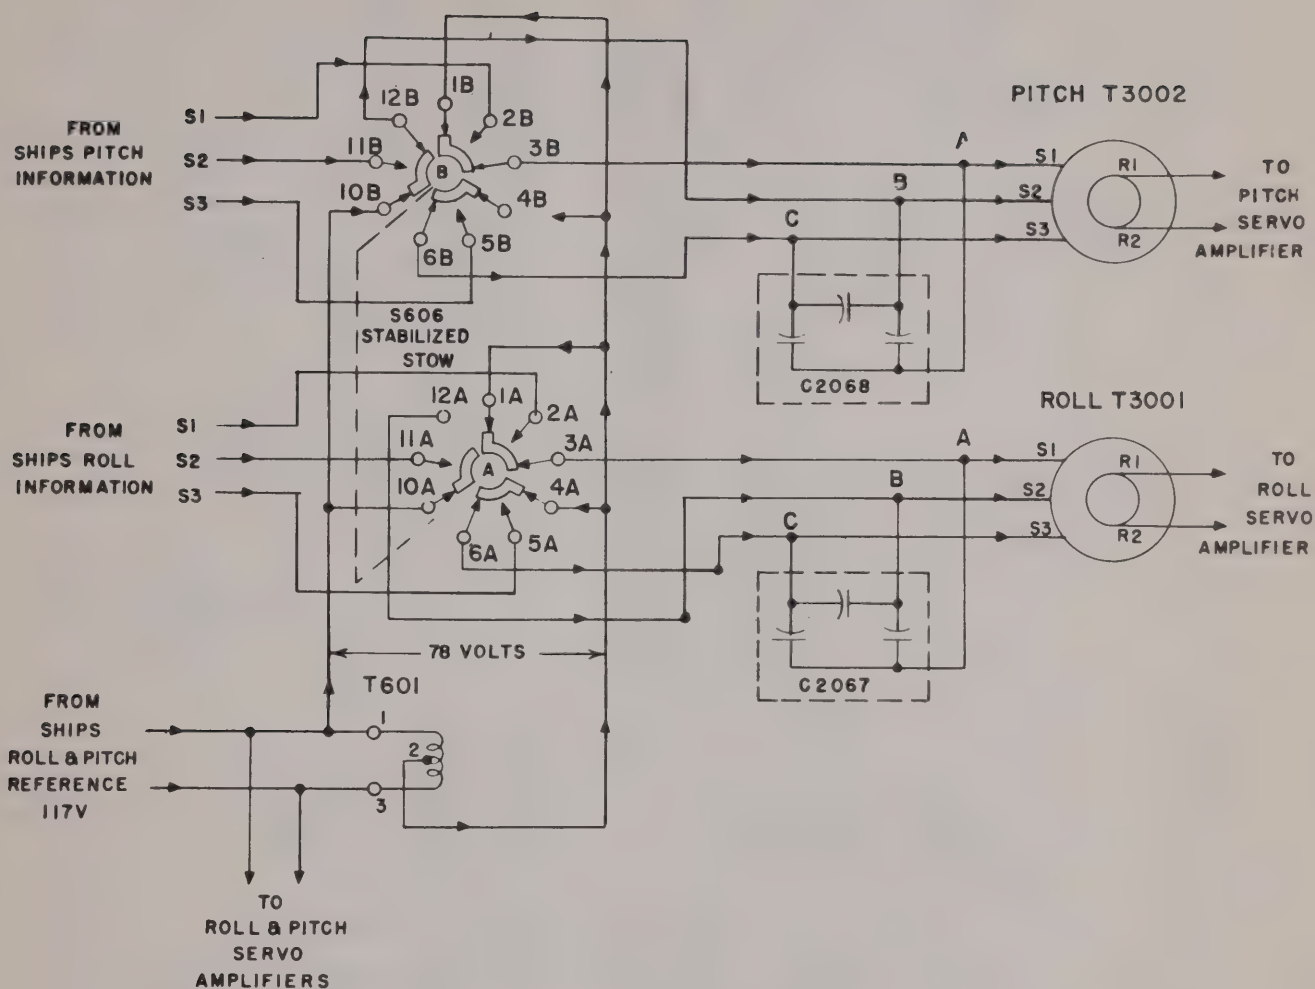 PITCH T3002
FROM
SHIPS PITCH
INFORMATION
S1
S2
S3
1B
2B
3B
4B
5B
6B
10B
11B
12B
B
A
B
C
S1
S2
S3
R1
R2
TO
PITCH
SERVO
AMPLIFIER
C2068
S606
STABILIZED
STOW
ROLL T3001
FROM
SHIPS ROLL
INFORMATION
S1
S2
S3
1A
2A
3A
4A
5A
6A
10A
11A
12A
A
A
B
C
S1
S2
S3
R1
R2
TO
ROLL
SERVO
AMPLIFIER
C2067
78 VOLTS
T601
1
2
3
FROM
SHIPS
ROLL & PITCH
REFERENCE
117V
TO
ROLL & PITCH
SERVO
AMPLIFIERS